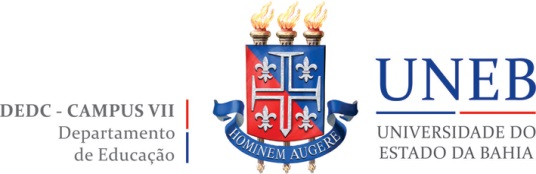 DEDC - CAMPUS VII
Departamento
de Educação
HOMINEM AUGERE
UNEB
UNIVERSIDADE DO
ESTADO DA BAHIA